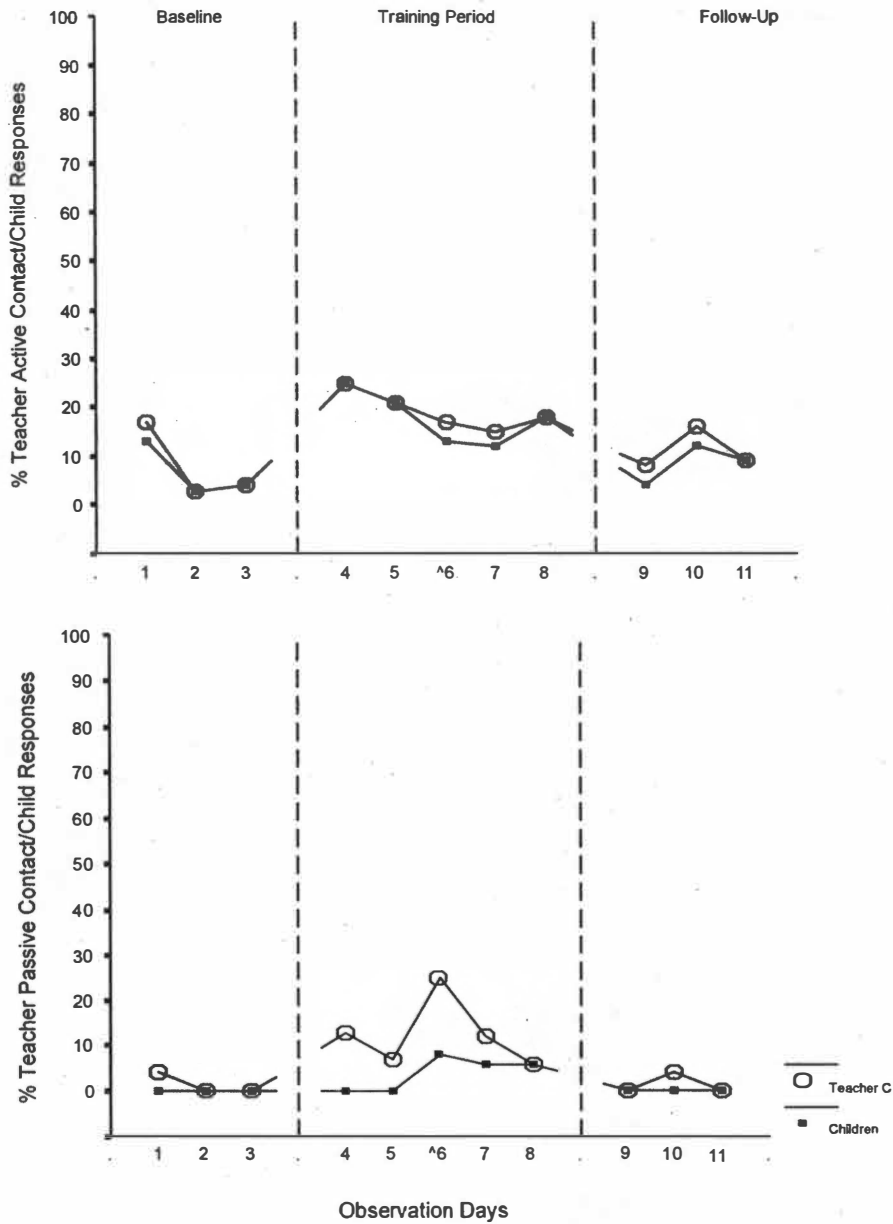 Baseline Training Period Follow-Up
% Teacher Active Contact/Child Responses
100
90
80
70
60
50
40
30
20
10
0
1 2 3 4 5 ^6 7 8 9 10 11
% Teacher Passive Contact/Child Responses
100
90
80
70
60
50
40
30
20
10
0
1 2 3 4 5 ^6 7 8 9 10 11
Teacher C
Children
Observation Days